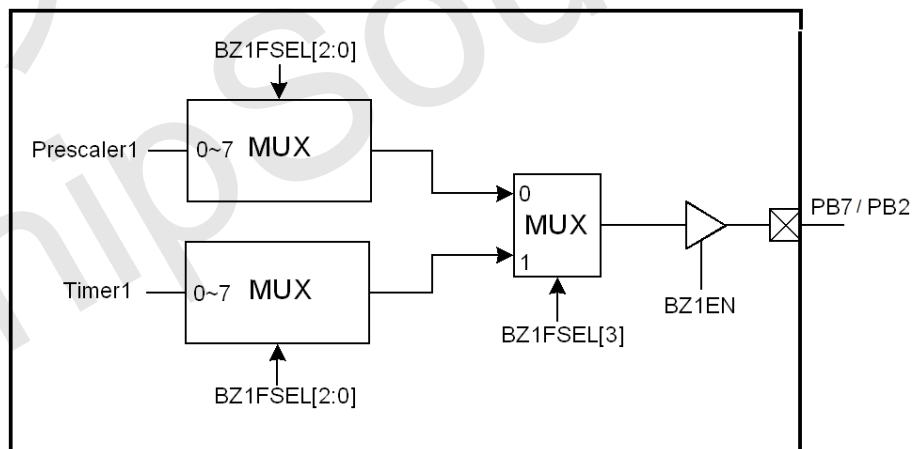 BZ1FSEL[2:0]
Prescaler1
0~7 MUX
0
PB7 / PB2
MUX
1
Timer1
0~7 MUX
BZ1EN
BZ1FSEL[3]
BZ1FSEL[2:0]